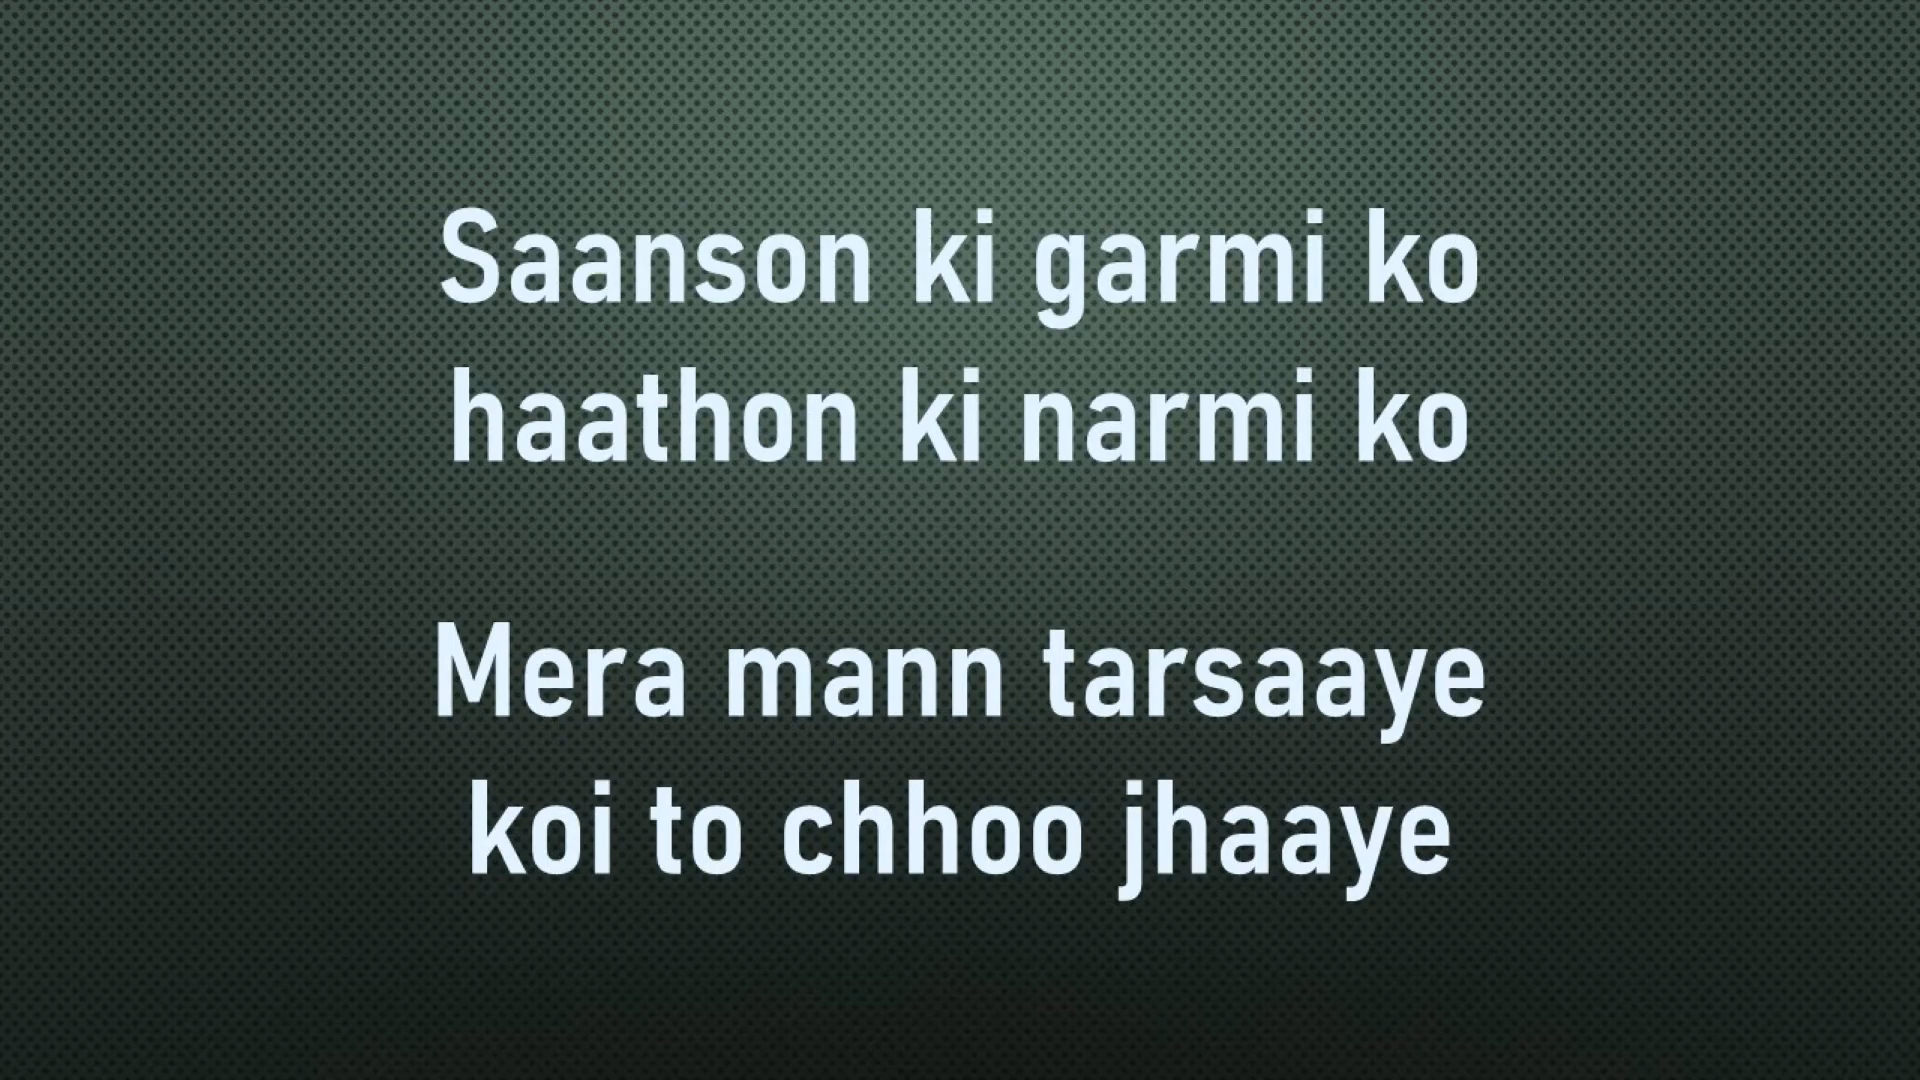 Saanson ki garmi ko
haathon ki narmi ko
Mera mann tarsaaye
koi to chhoo jhaaye